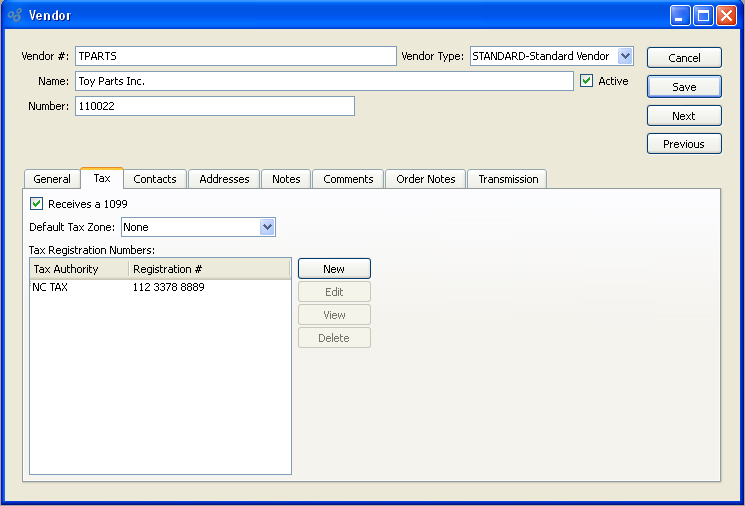 Vendor
Vendor #: TPARTS Vendor Type: STANDARD-Standard Vendor Cancel
Name: Toy Parts Inc. Active Save
Number: 110022 Next
Previous
General Tax Contacts Addresses Notes Comments Order Notes Transmission
Receives a 1099
Default Tax Zone: None
Tax Registration Numbers:
Tax Authority Registration # New
NC TAX 112 3378 8889 Edit
View
Delete